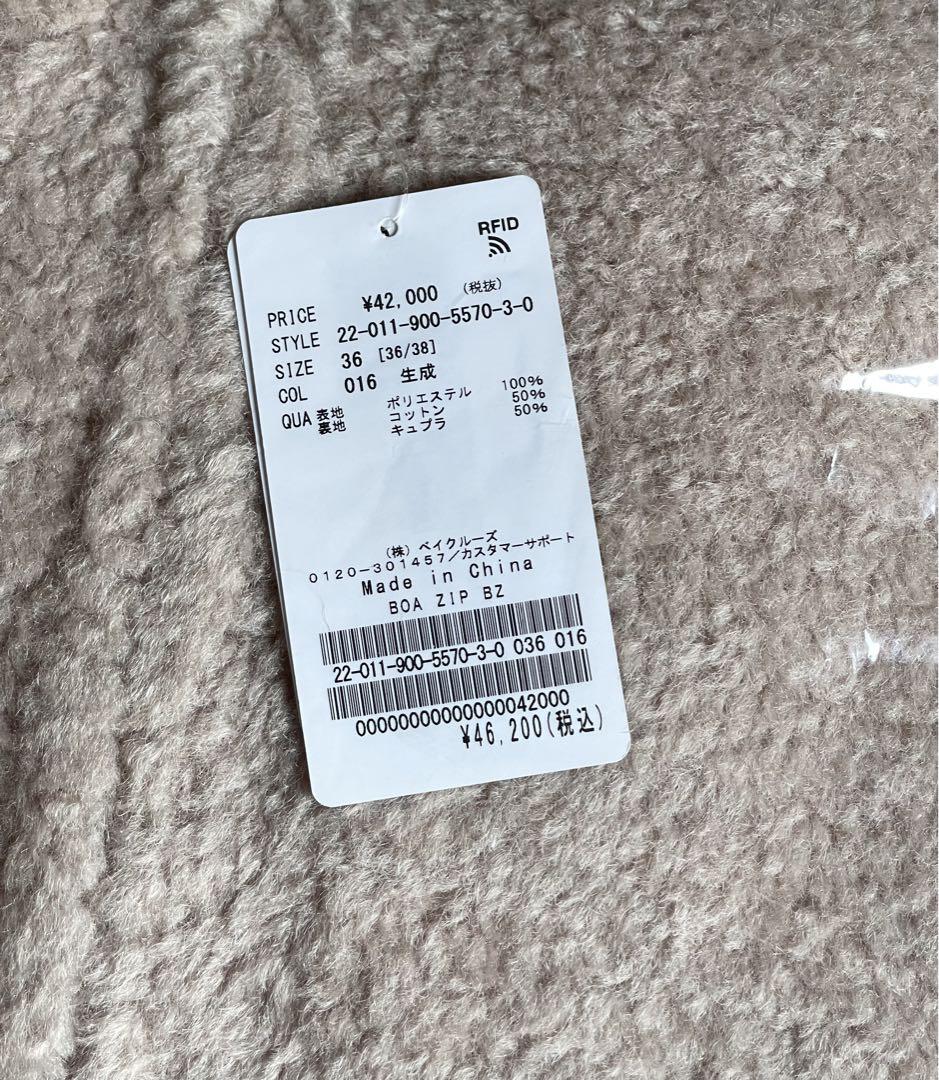 RFID
PRICE ¥42,000 (税抜)
STYLE 22-011-900-5570-3-0
SIZE 36 [36/38]
COL 016 生成
QUA 表地 ポリエステル 100%
裏地 コットン 50%
キュプラ 50%
(株)ベイクルーズ
0120-301457/カスタマーサポート
Made in China
BOA ZIP BZ
22-011-900-5570-3-0 036 016
00000000000000042000
¥46,200(税込)